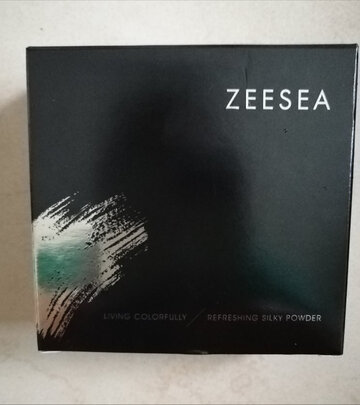 ZEESEA
LIVING COLORFULLY / REFRESHING SILKY POWDER